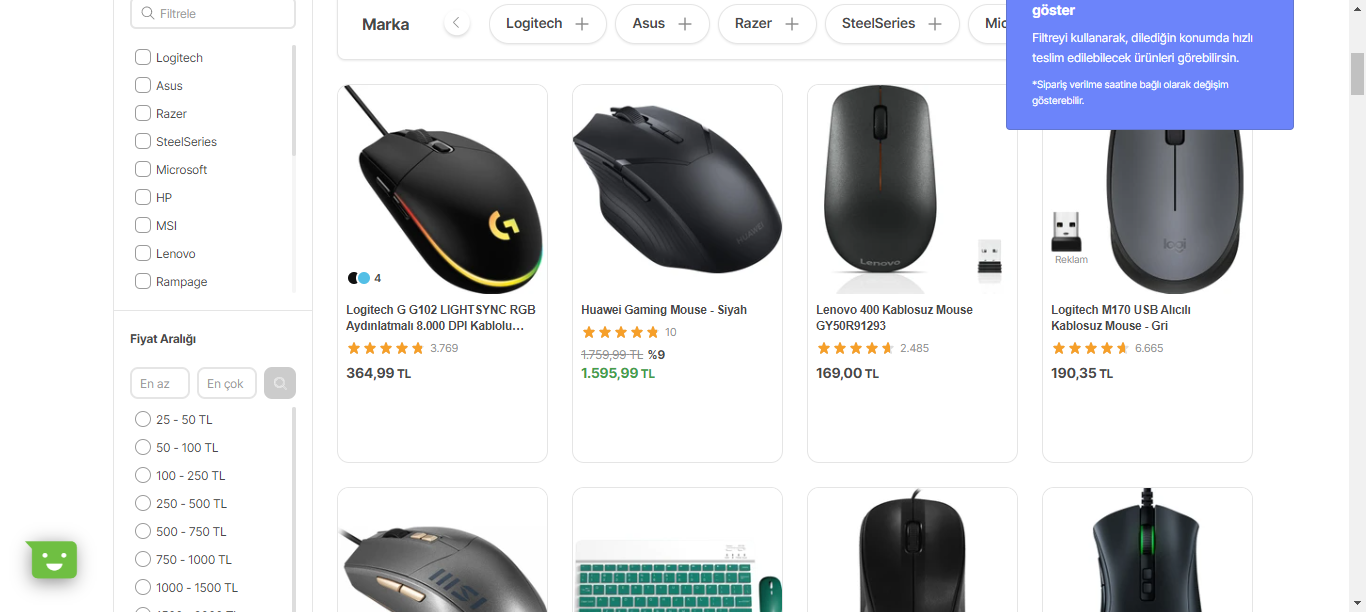 Filtrele
Logitech
Asus
Razer
SteelSeries
Microsoft
HP
MSI
Lenovo
Rampage
Fiyat Aralığı
En az
En çok
25 - 50 TL
50 - 100 TL
100 - 250 TL
250 - 500 TL
500 - 750 TL
750 - 1000 TL
1000 - 1500 TL
Marka
Logitech
Asus
Razer
SteelSeries
göster
Filtreyi kullanarak, dilediğin konumda hızlı
teslim edilebilecek ürünleri görebilirsin.
*Sipariş verilme saatine bağlı olarak değişim
gösterebilir.
4
Logitech G G102 LIGHTSYNC RGB
Aydınlatmalı 8.000 DPI Kablolu...
3.769
364,99 TL
HUAWEI
Huawei Gaming Mouse - Siyah
10
1.759,99 TL %9
1.595,99 TL
Lenovo
Lenovo 400 Kablosuz Mouse
GY50R91293
2.485
169,00 TL
logi
Reklam
Logitech M170 USB Alıcılı
Kablosuz Mouse - Gri
6.665
190,35 TL
msi